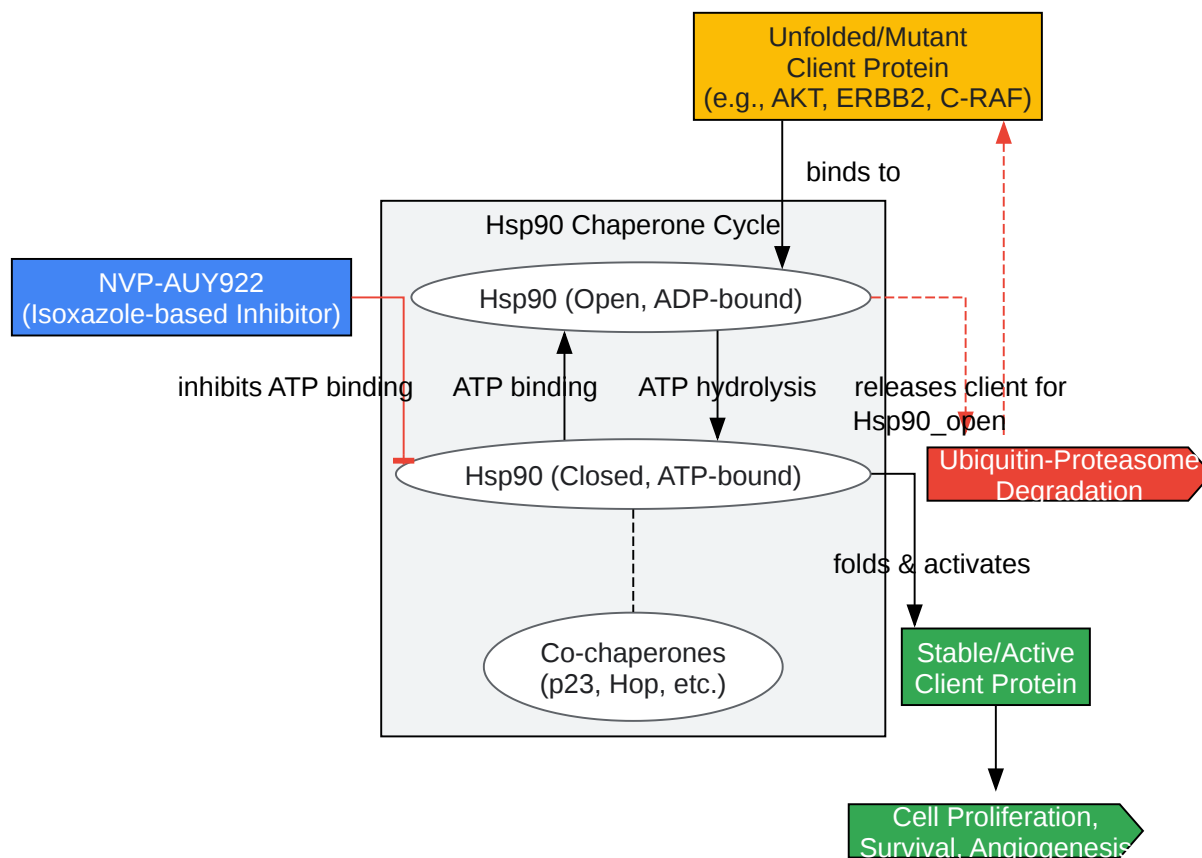 Unfolded/Mutant
Client Protein
(e.g., AKT, ERBB2, C-RAF)
binds to
Hsp90 Chaperone Cycle
NVP-AUY922
(Isoxazole-based Inhibitor)
Hsp90 (Open, ADP-bound)
inhibits ATP binding
ATP binding
ATP hydrolysis
releases client for
Hsp90_open
Ubiquitin-Proteasome
Degradation
Hsp90 (Closed, ATP-bound)
folds & activates
Co-chaperones
(p23, Hop, etc.)
Stable/Active
Client Protein
Cell Proliferation,
Survival, Angiogenesis